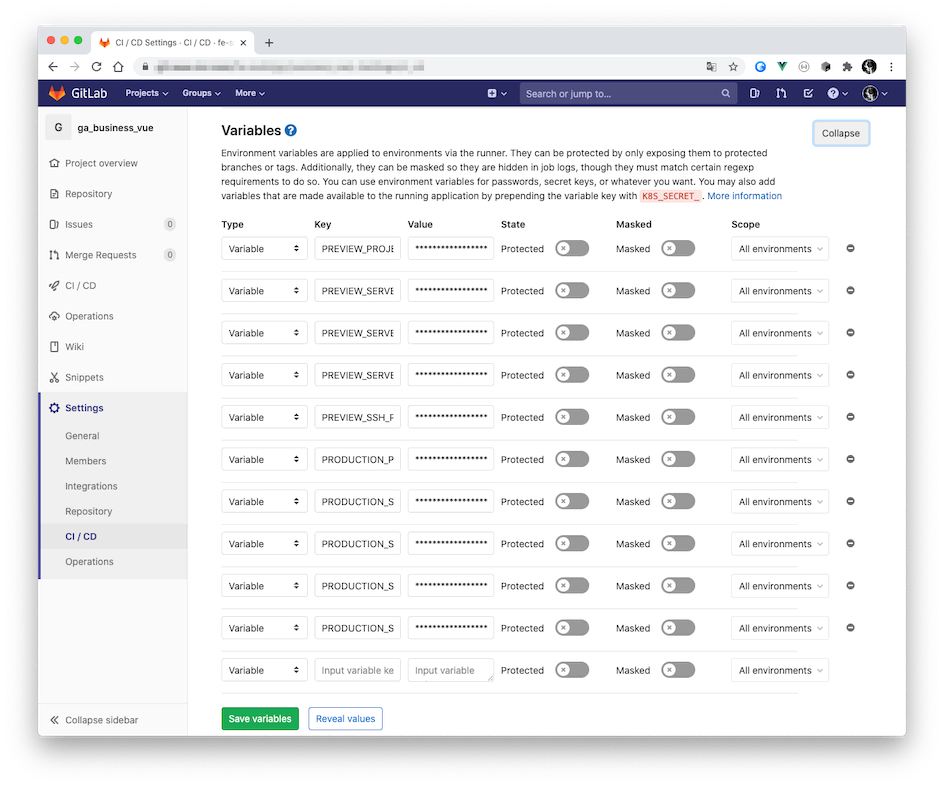 CI / CD Settings · CI / CD · fe-s
GitLab
Projects
Groups
More
Search or jump to...
G
ga_business_vue
Project overview
Repository
Issues
0
Merge Requests
0
CI / CD
Operations
Wiki
Snippets
Settings
General
Members
Integrations
Repository
CI / CD
Operations
Collapse sidebar
Variables
Collapse
Environment variables are applied to environments via the runner. They can be protected by only exposing them to protected
branches or tags. Additionally, they can be masked so they are hidden in job logs, though they must match certain regexp
requirements to do so. You can use environment variables for passwords, secret keys, or whatever you want. You may also add
variables that are made available to the running application by prepending the variable key with K8S_SECRET_. More information
Type Key Value State Masked Scope
Variable PREVIEW_PROJE ***************** Protected Masked All environments
Variable PREVIEW_SERVE ***************** Protected Masked All environments
Variable PREVIEW_SERVE ***************** Protected Masked All environments
Variable PREVIEW_SERVE ***************** Protected Masked All environments
Variable PREVIEW_SSH_F ***************** Protected Masked All environments
Variable PRODUCTION_P ***************** Protected Masked All environments
Variable PRODUCTION_S ***************** Protected Masked All environments
Variable PRODUCTION_S ***************** Protected Masked All environments
Variable PRODUCTION_S ***************** Protected Masked All environments
Variable PRODUCTION_S ***************** Protected Masked All environments
Variable Input variable ke Input variable Protected Masked All environments
Save variables
Reveal values